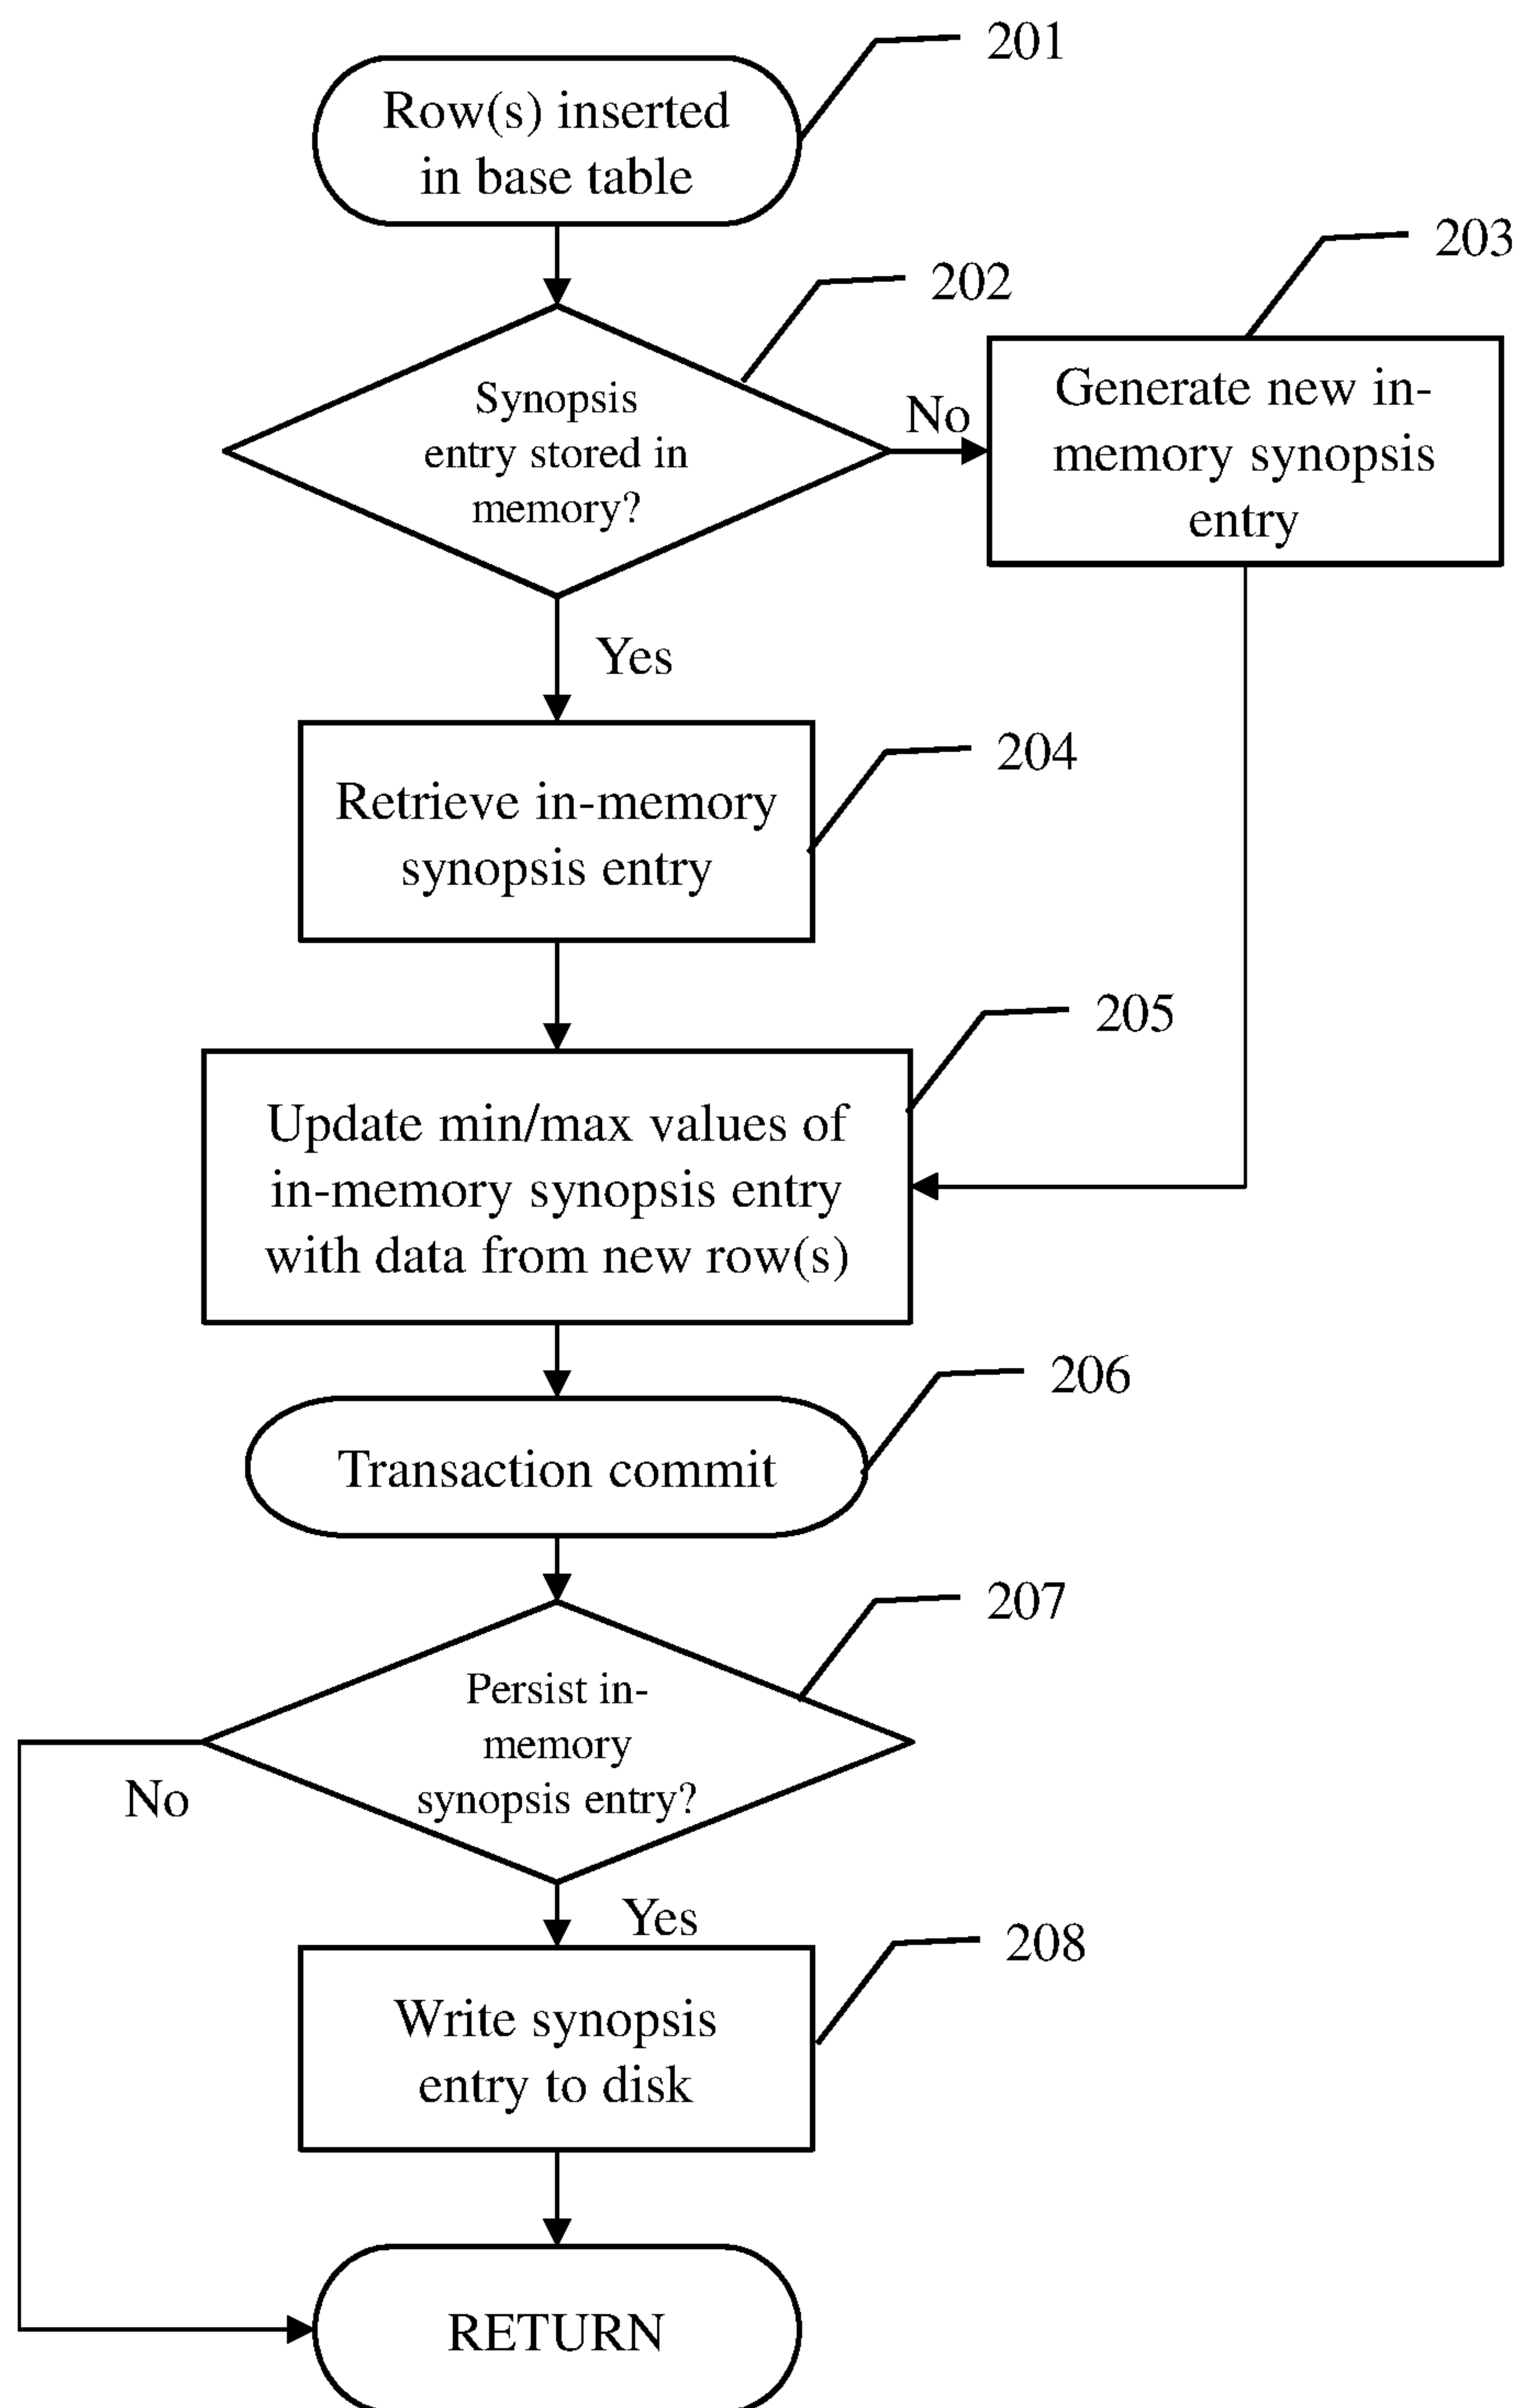 201
Row(s) inserted
in base table
202
203
Synopsis
entry stored in
memory?
No
Generate new in-
memory synopsis
entry
Yes
204
Retrieve in-memory
synopsis entry
205
Update min/max values of
in-memory synopsis entry
with data from new row(s)
206
Transaction commit
207
Persist in-
memory
synopsis entry?
No
Yes
208
Write synopsis
entry to disk
RETURN